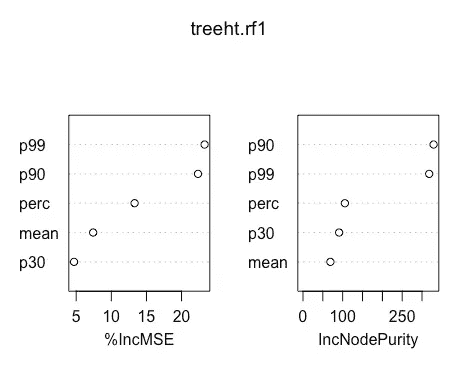 treeht.rf1
p99
p90
perc
mean
p30
5 10 15 20
%IncMSE
p90
p99
perc
p30
mean
0 100 250
IncNodePurity